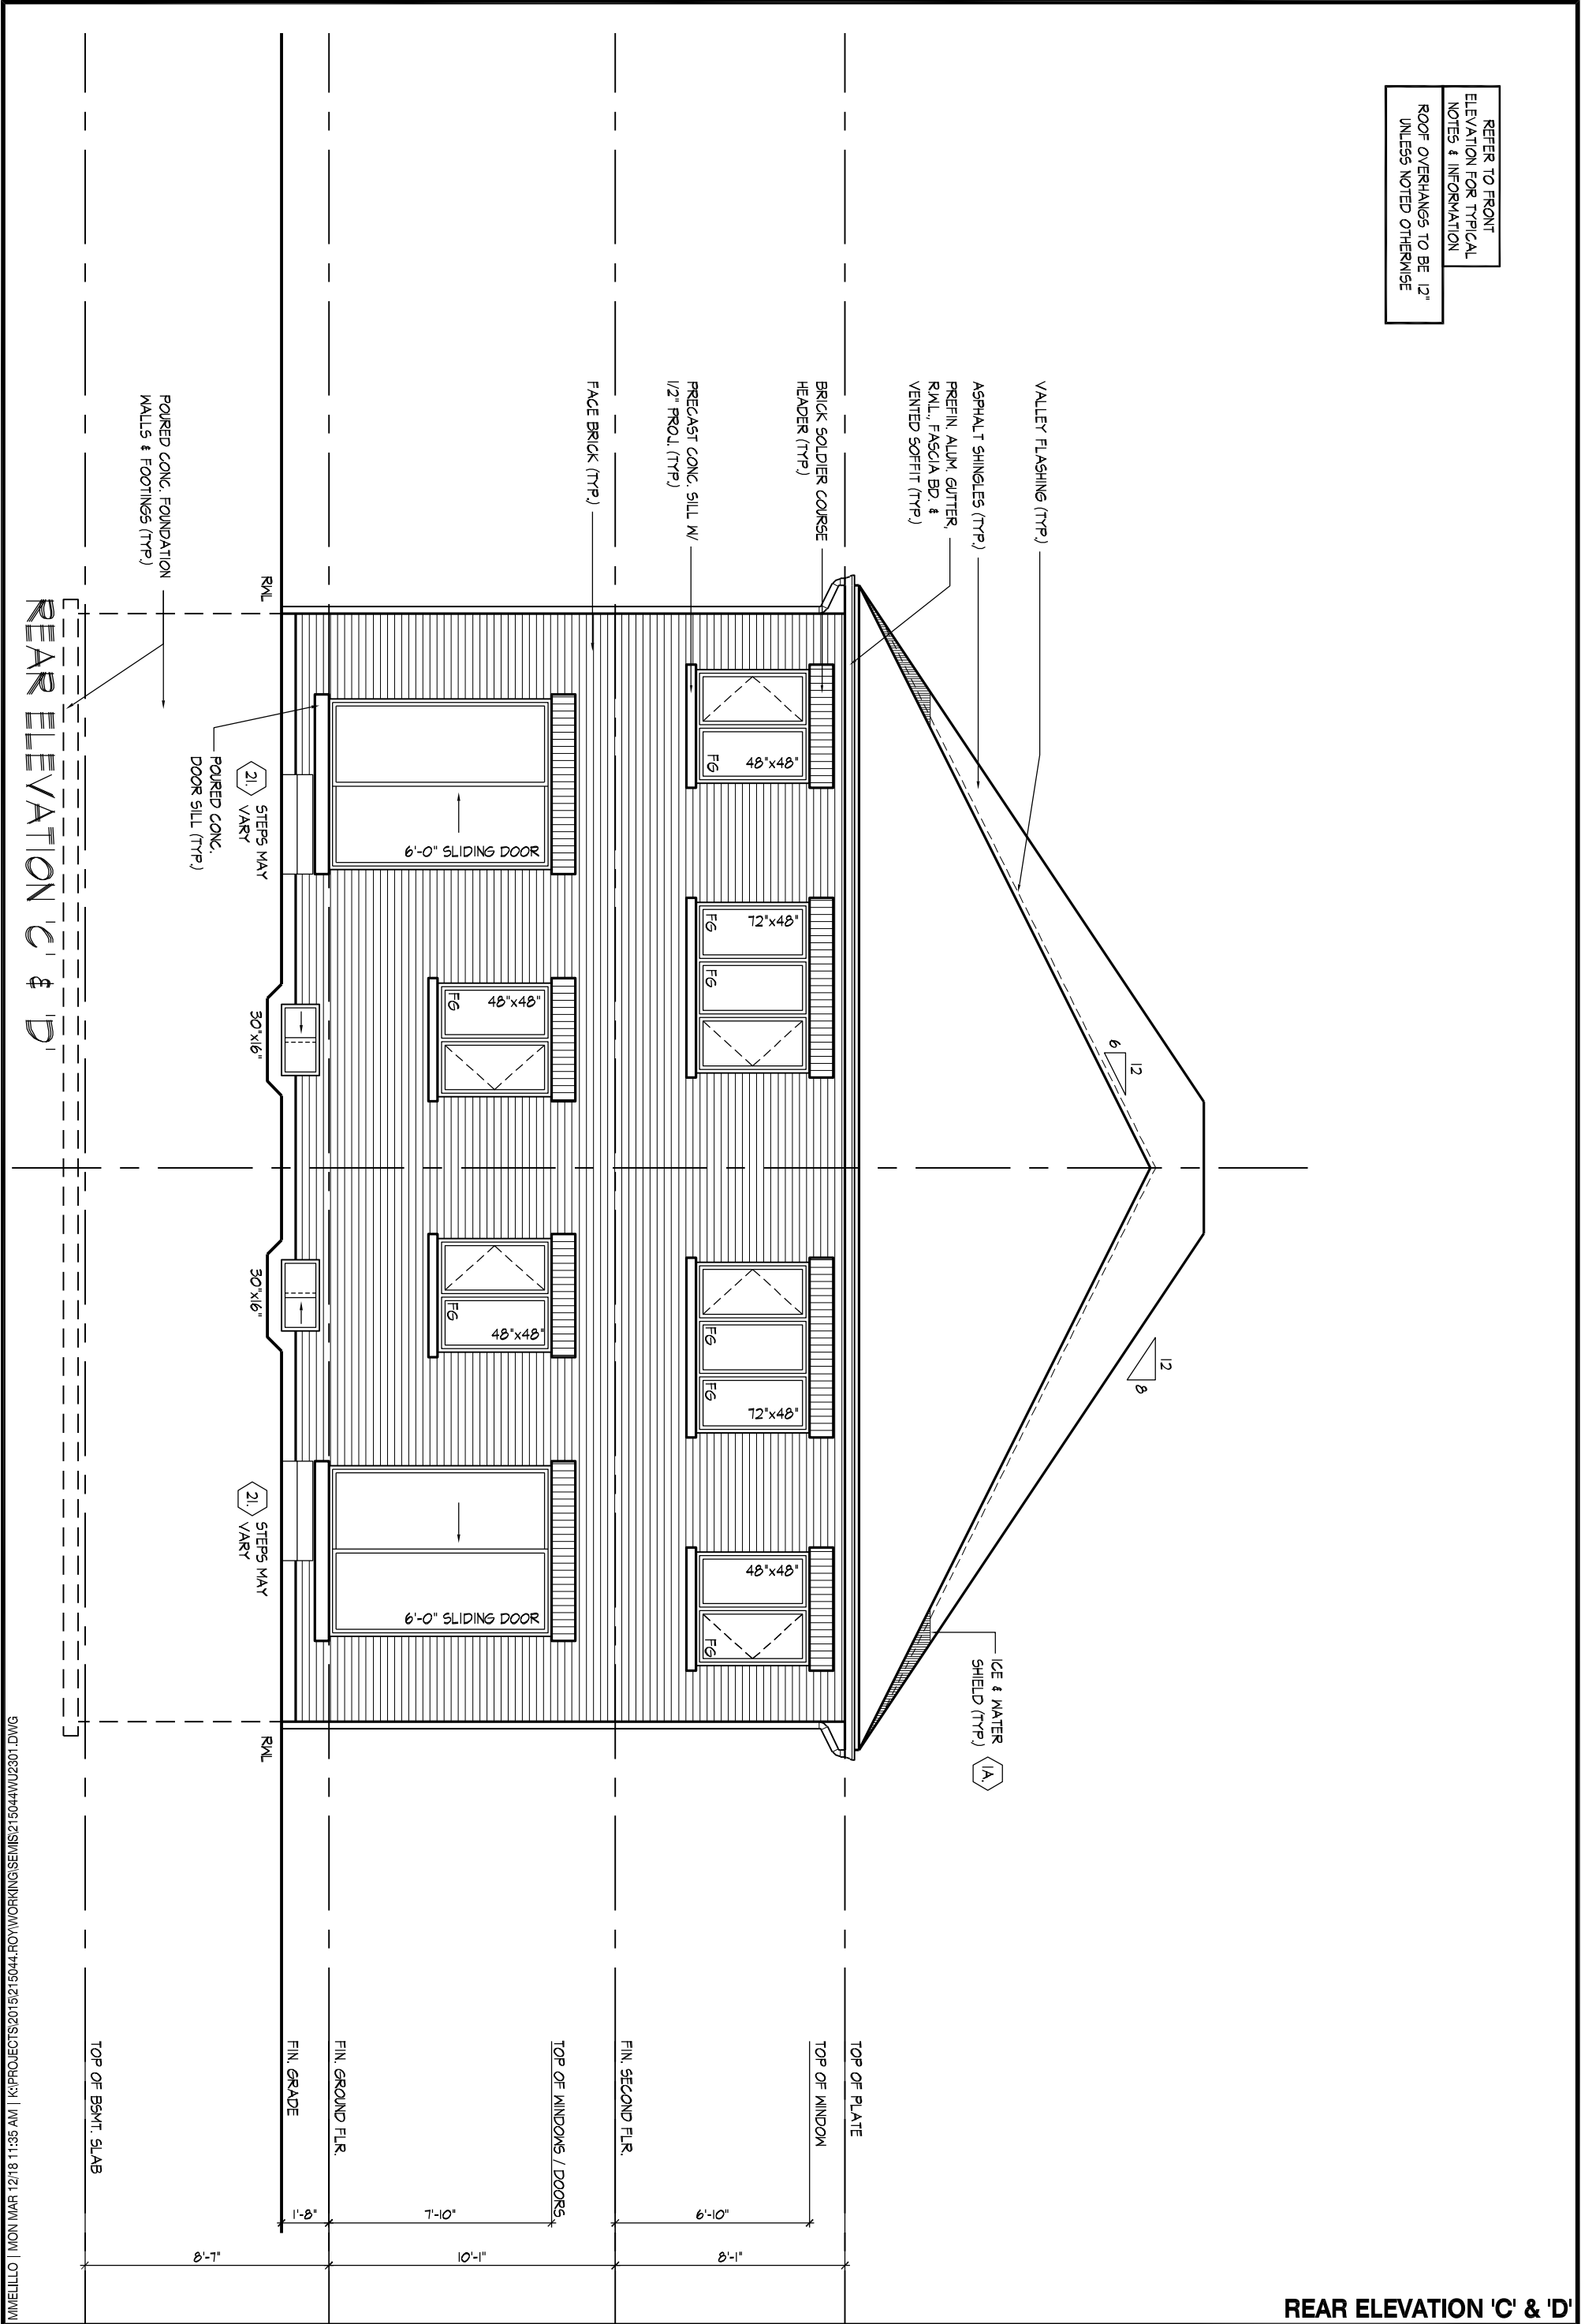 REFER TO FRONT
ELEVATION FOR TYPICAL
NOTES & INFORMATION
ROOF OVERHANGS TO BE 12"
UNLESS NOTED OTHERWISE
VALLEY FLASHING (TYP.)
ASPHALT SHINGLES (TYP.)
PREFIN. ALUM. GUTTER,
R.W.L., FASCIA BD. &
VENTED SOFFIT (TYP.)
BRICK SOLDIER COURSE
HEADER (TYP.)
PRECAST CONC. SILL W/
1/2" PROJ. (TYP.)
FACE BRICK (TYP.)
POURED CONC. FOUNDATION
WALLS & FOOTINGS (TYP.)
12
6
12
8
ICE & WATER
SHIELD (TYP.)
1A.
48"x48"
FG
72"x48"
FG
FG
FG
FG
72"x48"
48"x48"
FG
6'-0" SLIDING DOOR
48"x48"
FG
FG
48"x48"
6'-0" SLIDING DOOR
RWL
POURED CONC.
DOOR SILL (TYP.)
21.
STEPS MAY
VARY
30"x16"
30"x16"
21.
STEPS MAY
VARY
RWL
TOP OF PLATE
TOP OF WINDOW
FIN. SECOND FLR.
TOP OF WINDOWS / DOORS
FIN. GROUND FLR.
FIN. GRADE
TOP OF BSMT. SLAB
6'-10"
7'-10"
1'-8"
8'-1"
10'-1"
8'-7"
REAR ELEVATION 'C' & 'D'
MMELILLO | MON MAR 12/18 11:35 AM | K:\PROJECTS\2015\215044.ROY\WORKING\SEMIS\215044WU2301.DWG
REAR ELEVATION 'C' & 'D'